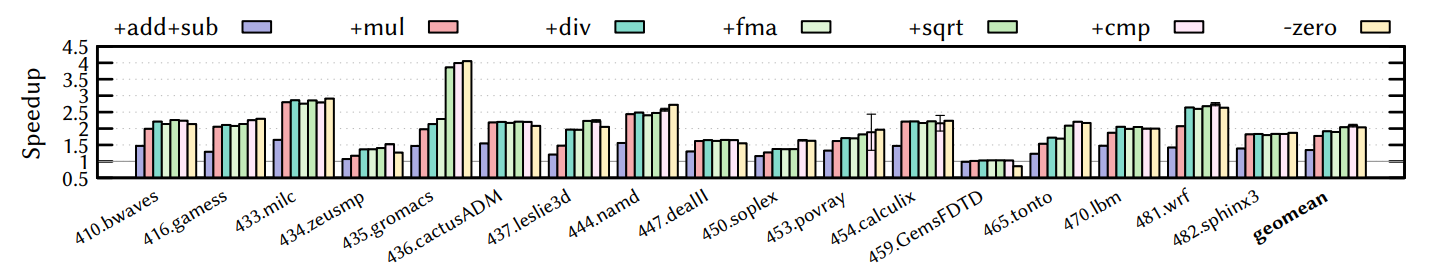 +add+sub +mul +div +fma +sqrt +cmp -zero
Speedup
4.5
4
3.5
3
2.5
2
1.5
1
0.5
410.bwaves
416.gamess
433.milc
434.zeusmp
435.gromacs
436.cactusADM
437.leslie3d
444.namd
447.dealII
450.soplex
453.povray
454.calculix
459.GemsFDTD
465.tonto
470.lbm
481.wrf
482.sphinx3
geomean